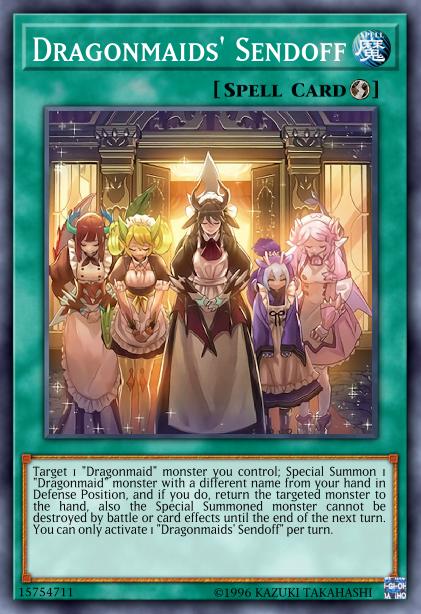 DRAGONMAIDS' SENDOFF
SPELL
魔
[SPELL CARD]
Target 1 "Dragonmaid" monster you control; Special Summon 1
"Dragonmaid" monster with a different name from your hand in
Defense Position, and if you do, return the targeted monster to
the hand, also the Special Summoned monster cannot be
destroyed by battle or card effects until the end of the next turn.
You can only activate 1 "Dragonmaids' Sendoff" per turn.
15754711
©1996 KAZUKI TAKAHASHI